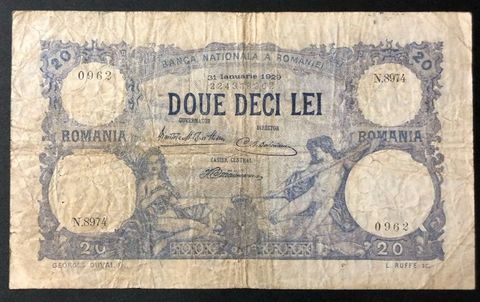 BANCA NATIONALA A ROMANIEI
20
20
0962
31 Ianuarie 1929
N.8974
DOUE DECI LEI
GUVERNATOR
DIRECTOR
ROMANIA
ROMANIA
CASIER CENTRAL
N.8974
0962
20
20
GEORGES DUVAL
L. RUFFE SC.